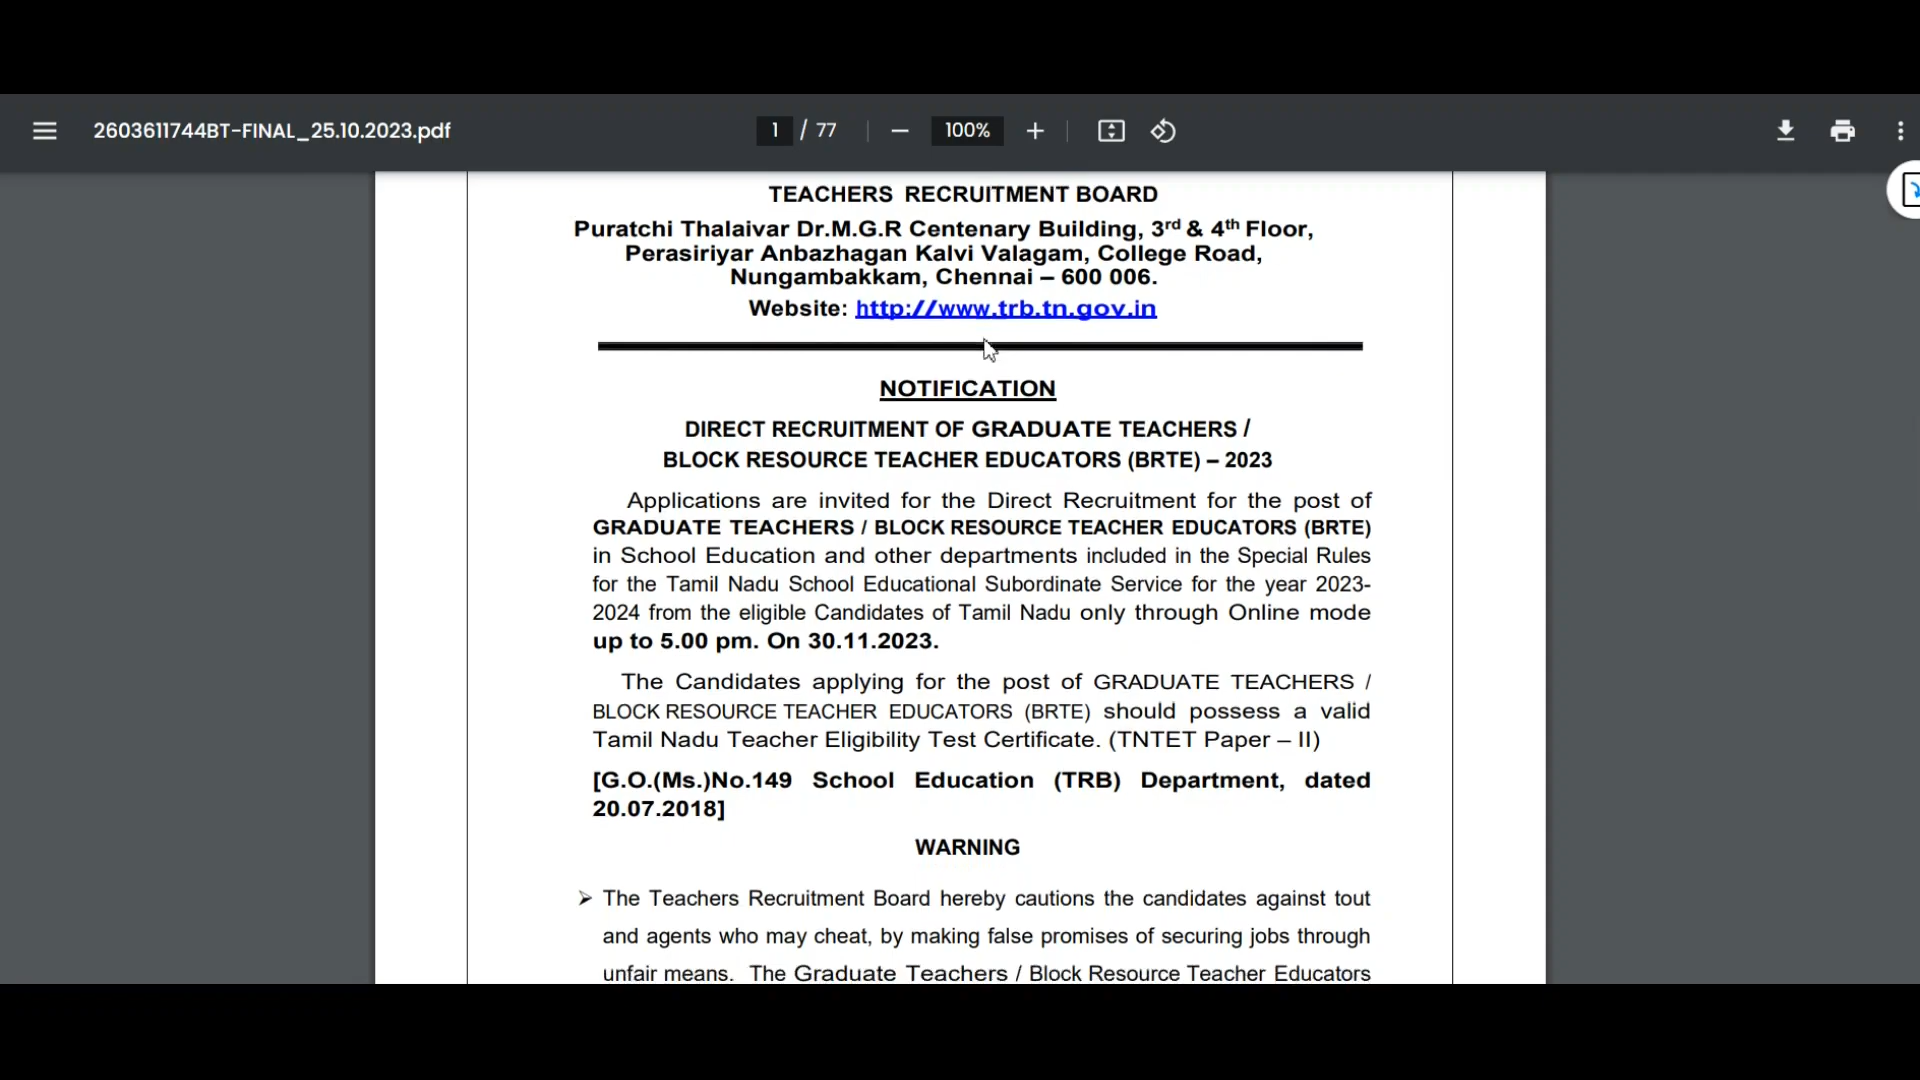 2603611744BT-FINAL_25.10.2023.pdf
1 / 77
100%
TEACHERS RECRUITMENT BOARD
Puratchi Thalaivar Dr.M.G.R Centenary Building, 3rd & 4th Floor,
Perasiriyar Anbazhagan Kalvi Valagam, College Road,
Nungambakkam, Chennai – 600 006.
Website: http://www.trb.tn.gov.in
NOTIFICATION
DIRECT RECRUITMENT OF GRADUATE TEACHERS /
BLOCK RESOURCE TEACHER EDUCATORS (BRTE) – 2023
Applications are invited for the Direct Recruitment for the post of
GRADUATE TEACHERS / BLOCK RESOURCE TEACHER EDUCATORS (BRTE)
in School Education and other departments included in the Special Rules
for the Tamil Nadu School Educational Subordinate Service for the year 2023-
2024 from the eligible Candidates of Tamil Nadu only through Online mode
up to 5.00 pm. On 30.11.2023.
The Candidates applying for the post of GRADUATE TEACHERS /
BLOCK RESOURCE TEACHER EDUCATORS (BRTE) should possess a valid
Tamil Nadu Teacher Eligibility Test Certificate. (TNTET Paper – II)
[G.O.(Ms.)No.149 School Education (TRB) Department, dated
20.07.2018]
WARNING
➢ The Teachers Recruitment Board hereby cautions the candidates against tout
and agents who may cheat, by making false promises of securing jobs through
unfair means. The Graduate Teachers / Block Resource Teacher Educators